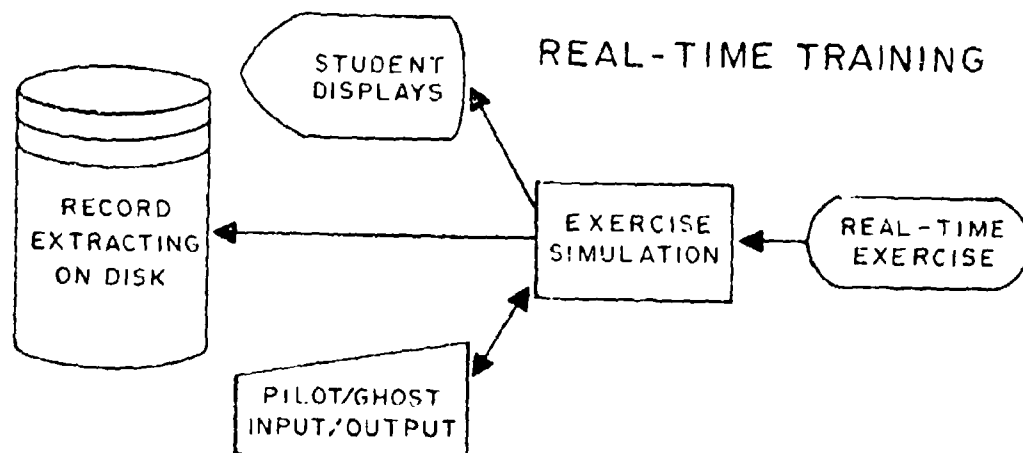 REAL-TIME TRAINING
STUDENT
DISPLAYS
RECORD
EXTRACTING
ON DISK
EXERCISE
SIMULATION
REAL-TIME
EXERCISE
PILOT/GHOST
INPUT/OUTPUT